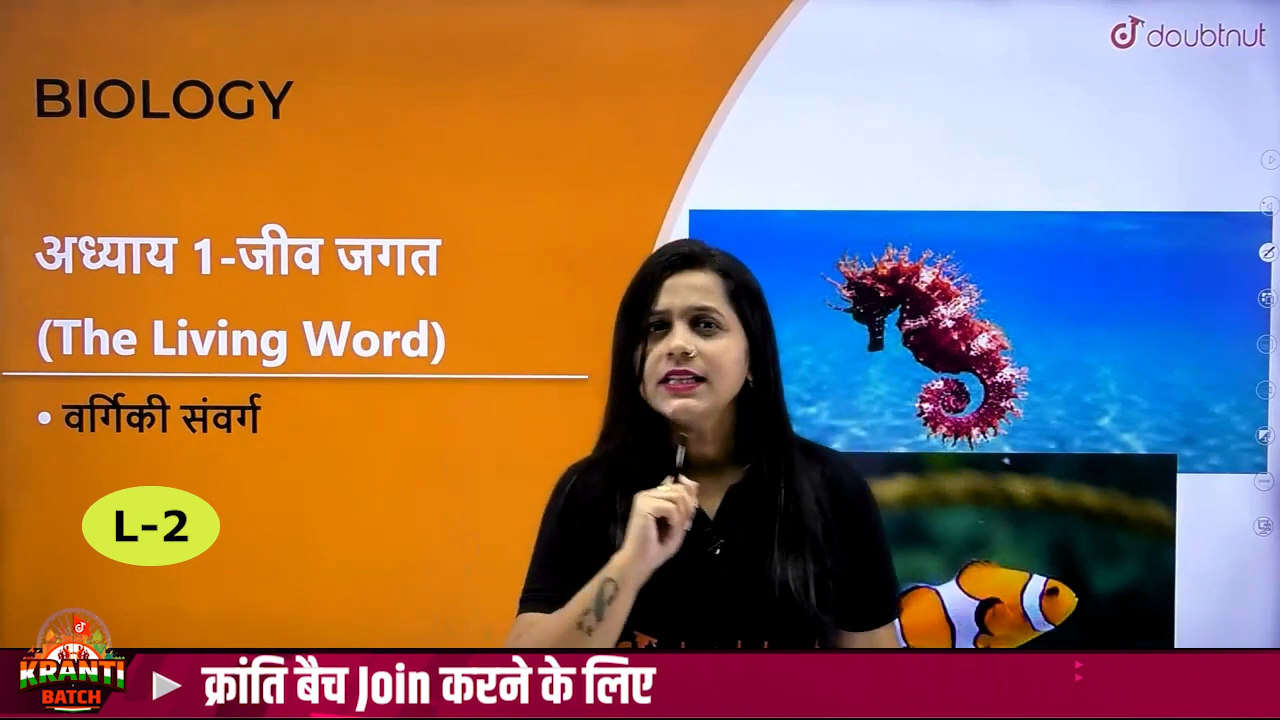 doubtnut
BIOLOGY
अध्याय 1-जीव जगत
(The Living Word)
• वर्गिकी संवर्ग
L-2
KRANTI
BATCH
क्रांति बैच Join करने के लिए